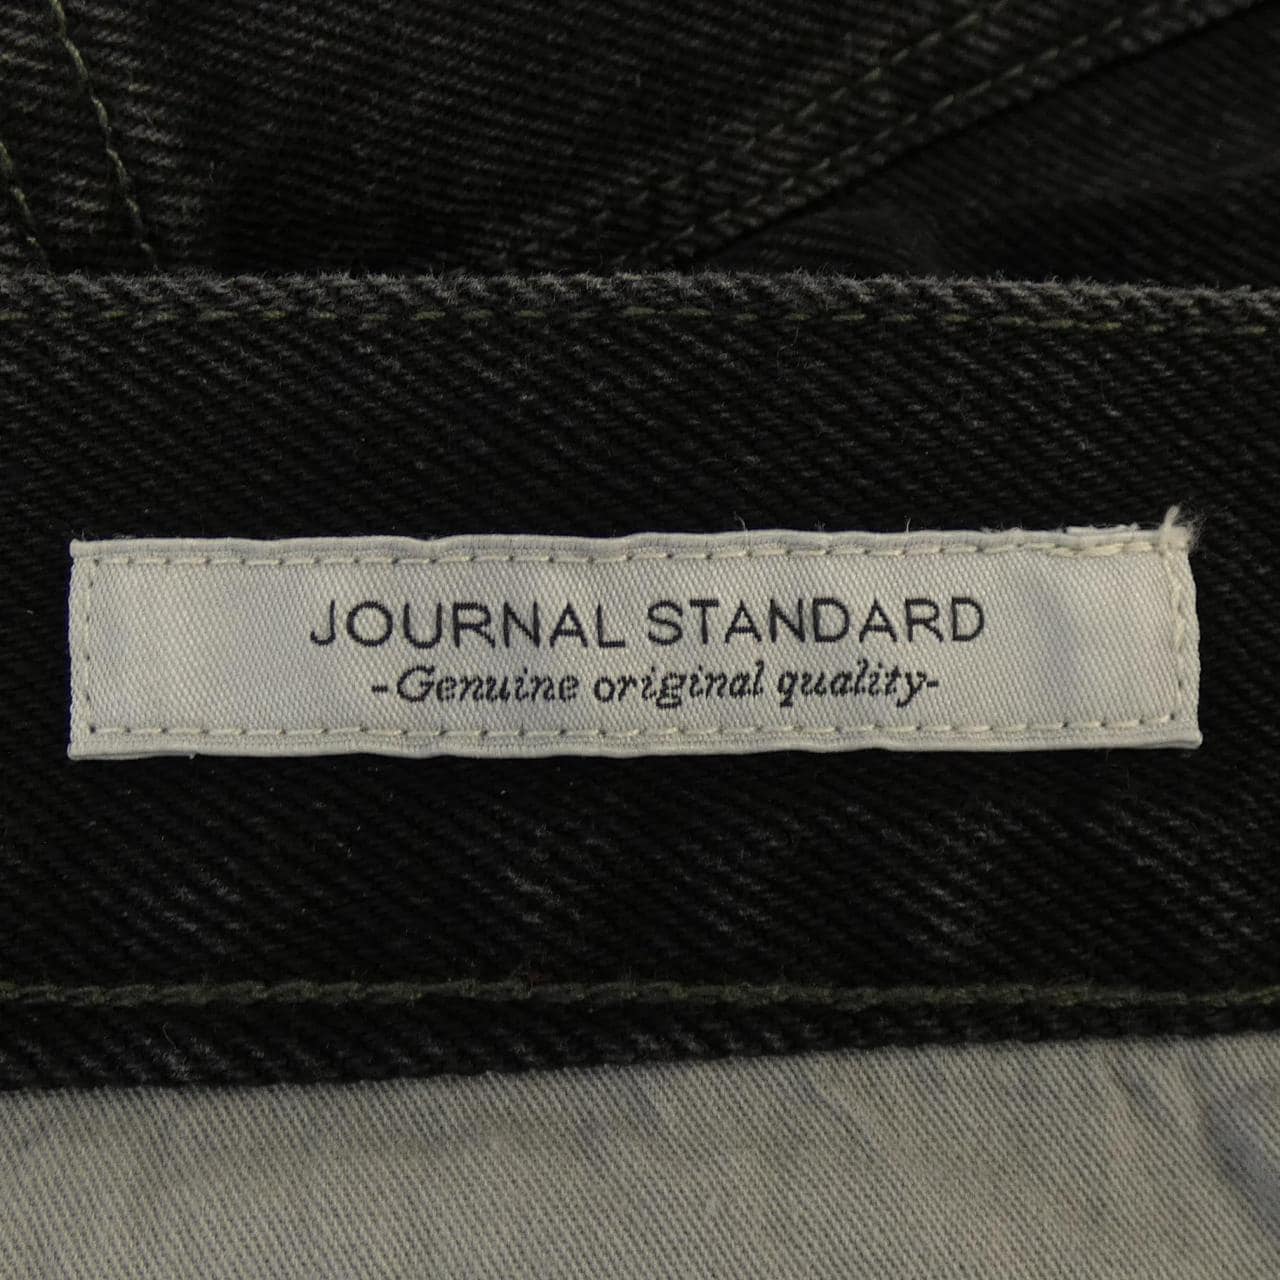 JOURNAL STANDARD
-Genuine original quality-